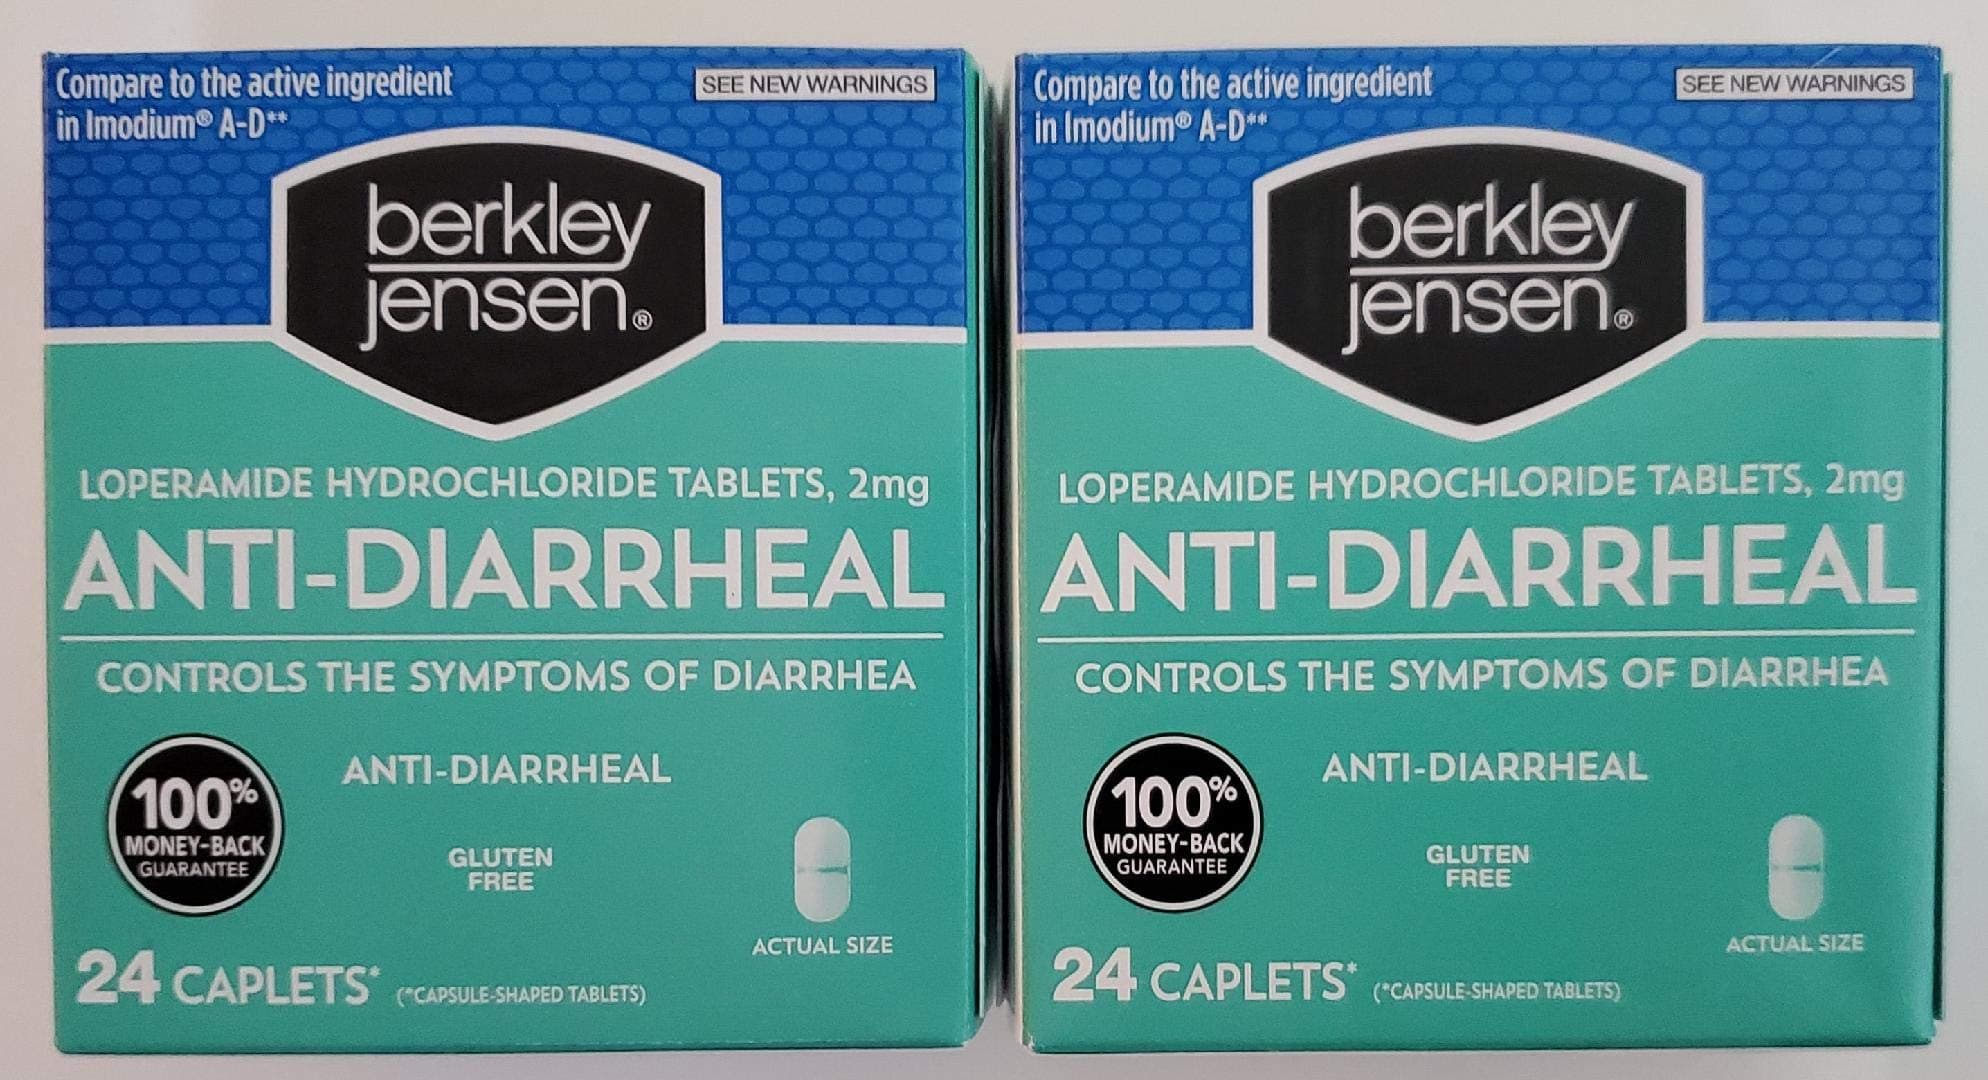 Compare to the active ingredient
in Imodium® A-D**
SEE NEW WARNINGS
berkley
jensen®
LOPERAMIDE HYDROCHLORIDE TABLETS, 2mg
ANTI-DIARRHEAL
CONTROLS THE SYMPTOMS OF DIARRHEA
100%
MONEY-BACK
GUARANTEE
ANTI-DIARRHEAL
GLUTEN
FREE
ACTUAL SIZE
24 CAPLETS* (*CAPSULE-SHAPED TABLETS)
Compare to the active ingredient
in Imodium® A-D**
SEE NEW WARNINGS
berkley
jensen®
LOPERAMIDE HYDROCHLORIDE TABLETS, 2mg
ANTI-DIARRHEAL
CONTROLS THE SYMPTOMS OF DIARRHEA
100%
MONEY-BACK
GUARANTEE
ANTI-DIARRHEAL
GLUTEN
FREE
ACTUAL SIZE
24 CAPLETS* (*CAPSULE-SHAPED TABLETS)